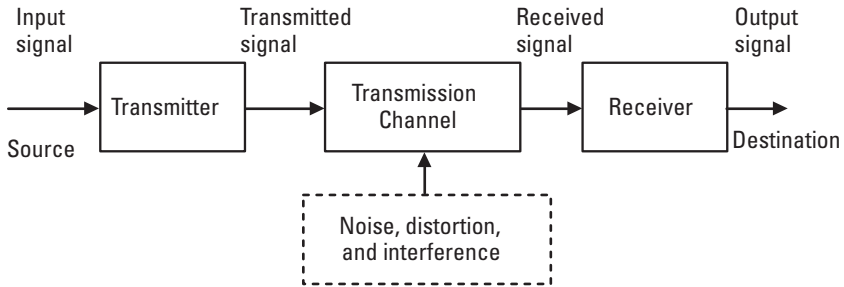 Input
signal
Transmitted
signal
Received
signal
Output
signal
Transmitter
Transmission
Channel
Receiver
Source
Destination
Noise, distortion,
and interference